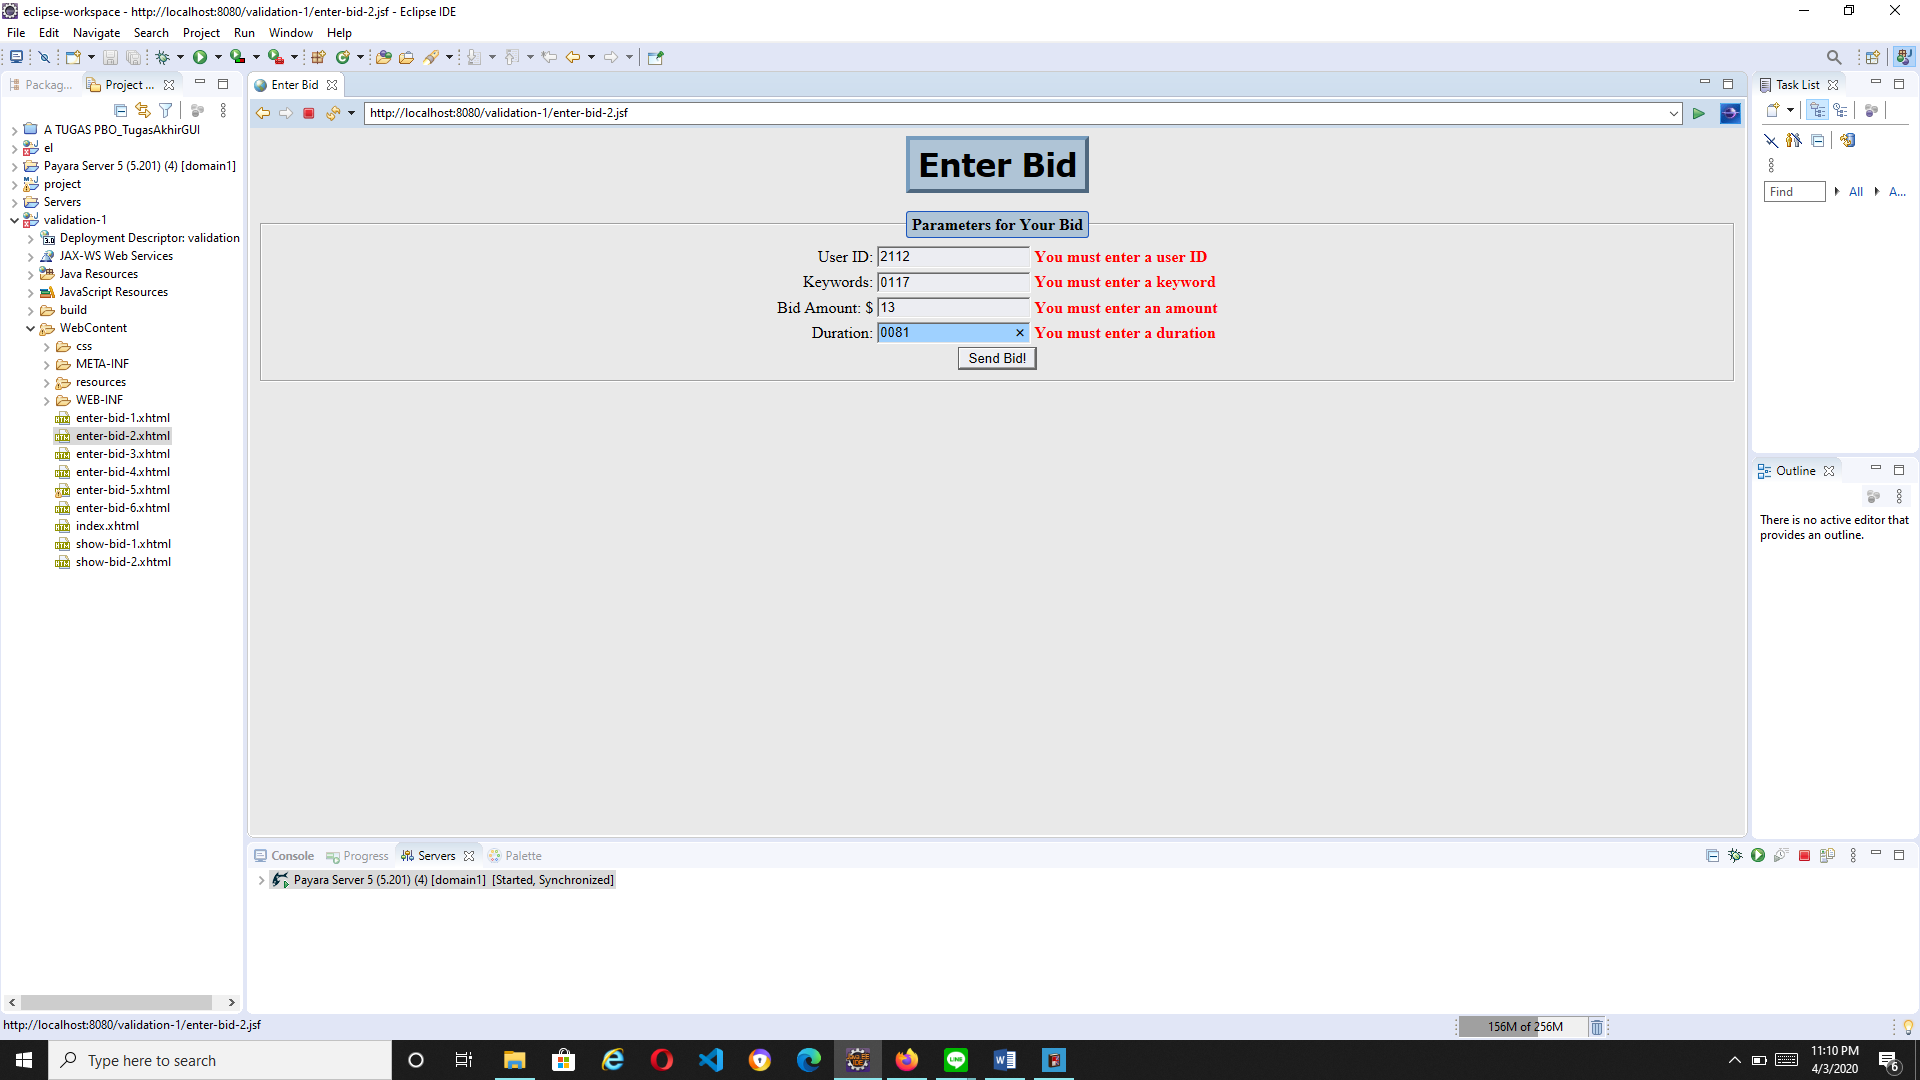 eclipse-workspace - http://localhost:8080/validation-1/enter-bid-2.jsf - Eclipse IDE
File Edit Navigate Search Project Run Window Help
Packag... Project ...
A TUGAS PBO_TugasAkhirGUI
el
Payara Server 5 (5.201) (4) [domain1]
project
Servers
validation-1
Deployment Descriptor: validation
JAX-WS Web Services
Java Resources
JavaScript Resources
build
WebContent
css
META-INF
resources
WEB-INF
enter-bid-1.xhtml
enter-bid-2.xhtml
enter-bid-3.xhtml
enter-bid-4.xhtml
enter-bid-5.xhtml
enter-bid-6.xhtml
index.xhtml
show-bid-1.xhtml
show-bid-2.xhtml
Enter Bid
http://localhost:8080/validation-1/enter-bid-2.jsf
Enter Bid
Parameters for Your Bid
User ID: 2112 You must enter a user ID
Keywords: 0117 You must enter a keyword
Bid Amount: $ 13 You must enter an amount
Duration: 0081 You must enter a duration
Send Bid!
Task List
Find All A...
Outline
There is no active editor that
provides an outline.
Console Progress Servers Palette
Payara Server 5 (5.201) (4) [domain1] [Started, Synchronized]
http://localhost:8080/validation-1/enter-bid-2.jsf
156M of 256M
Type here to search
11:10 PM
4/3/2020
6